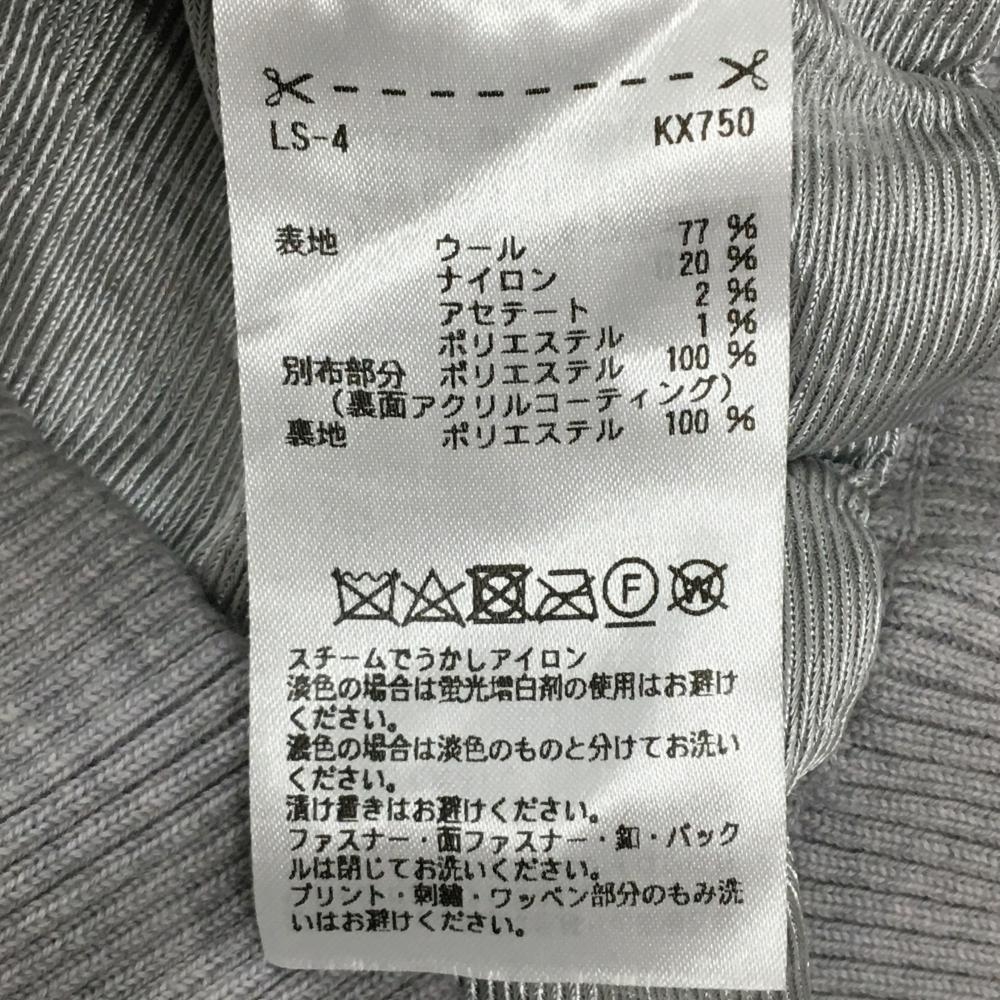 LS-4 KX750
表地 ウール 77 %
ナイロン 20 %
アセテート 2 %
ポリエステル 1 %
別布部分 ポリエステル 100 %
(裏面アクリルコーティング)
裏地 ポリエステル 100 %
F W
スチームでうかしアイロン
淡色の場合は蛍光増白剤の使用はお避け
ください。
濃色の場合は淡色のものと分けてお洗い
ください。
漬け置きはお避けください。
ファスナー・面ファスナー・釦・バック
ルは閉じてお洗いください。
プリント・刺繍・ワッペン部分のもみ洗
いはお避けください。